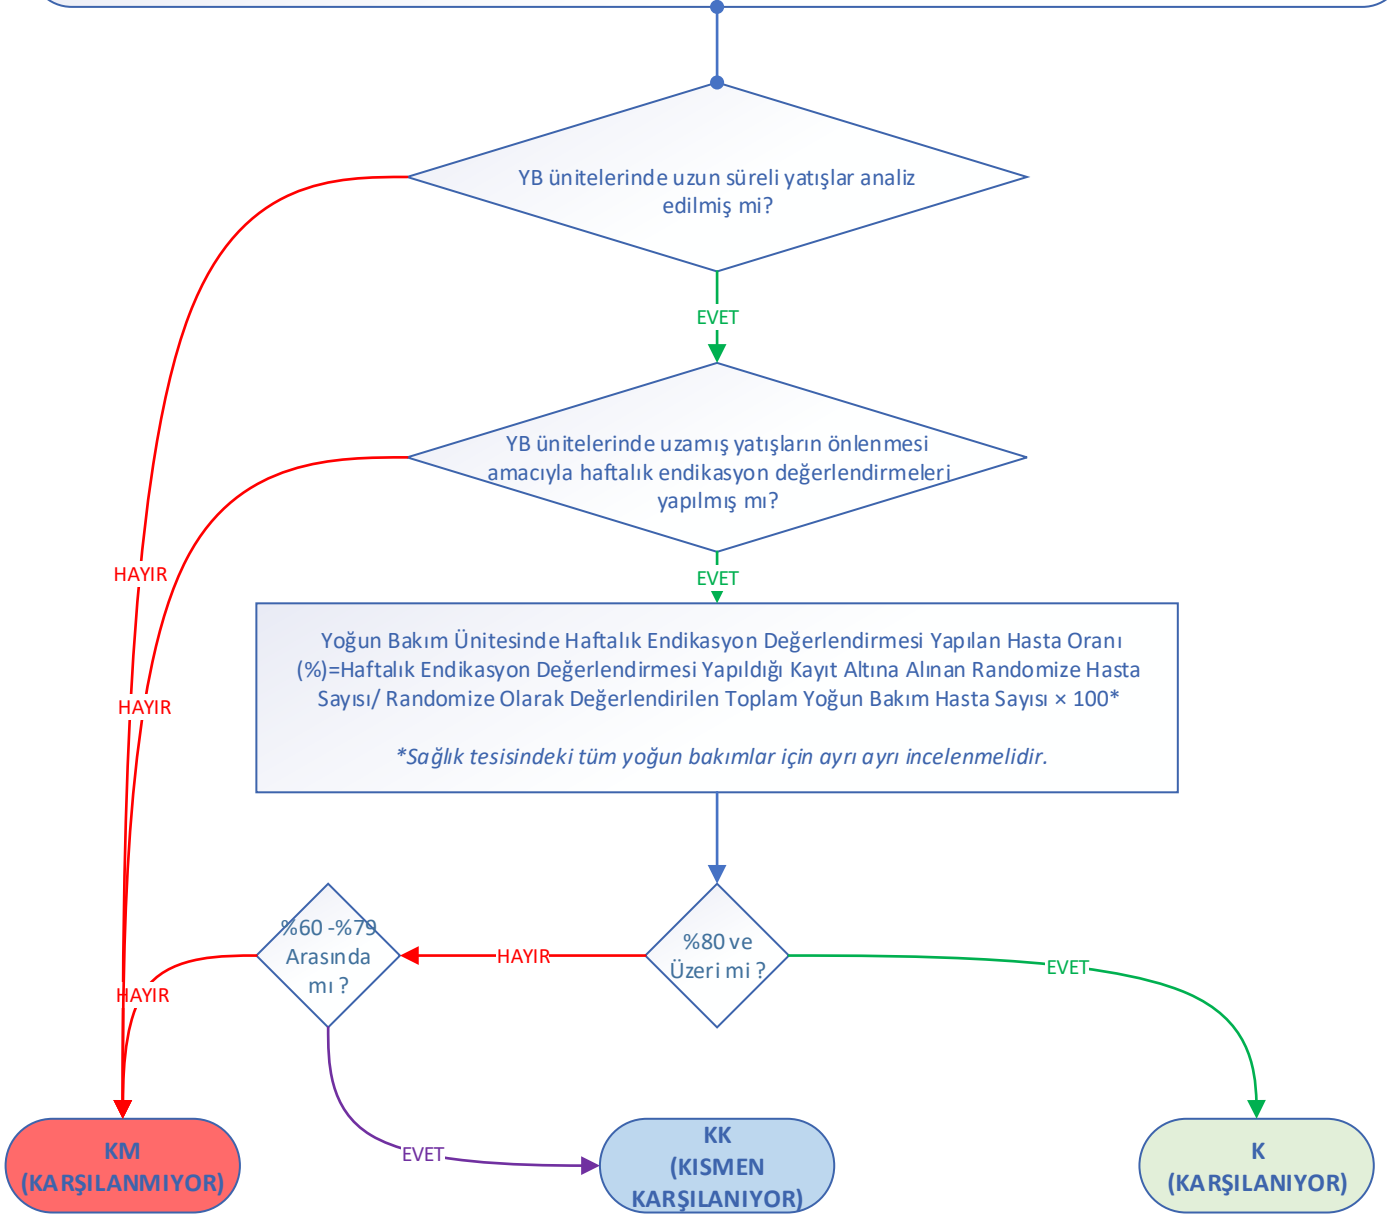 YB ünitelerinde uzun süreli yatışlar analiz
edilmiş mi?
EVET
YB ünitelerinde uzamış yatışların önlenmesi
amacıyla haftalık endikasyon değerlendirmeleri
yapılmış mı?
HAYIR
EVET
Yoğun Bakım Ünitesinde Haftalık Endikasyon Değerlendirmesi Yapılan Hasta Oranı
(%)=Haftalık Endikasyon Değerlendirmesi Yapıldığı Kayıt Altına Alınan Randomize Hasta
Sayısı/ Randomize Olarak Değerlendirilen Toplam Yoğun Bakım Hasta Sayısı × 100*
HAYIR
*Sağlık tesisindeki tüm yoğun bakımlar için ayrı ayrı incelenmelidir.
%60 -%79
Arasında
mı ?
HAYIR
%80 ve
Üzeri mi ?
EVET
HAYIR
EVET
KM
(KARŞILANMIYOR)
KK
(KISMEN
KARŞILANIYOR)
K
(KARŞILANIYOR)